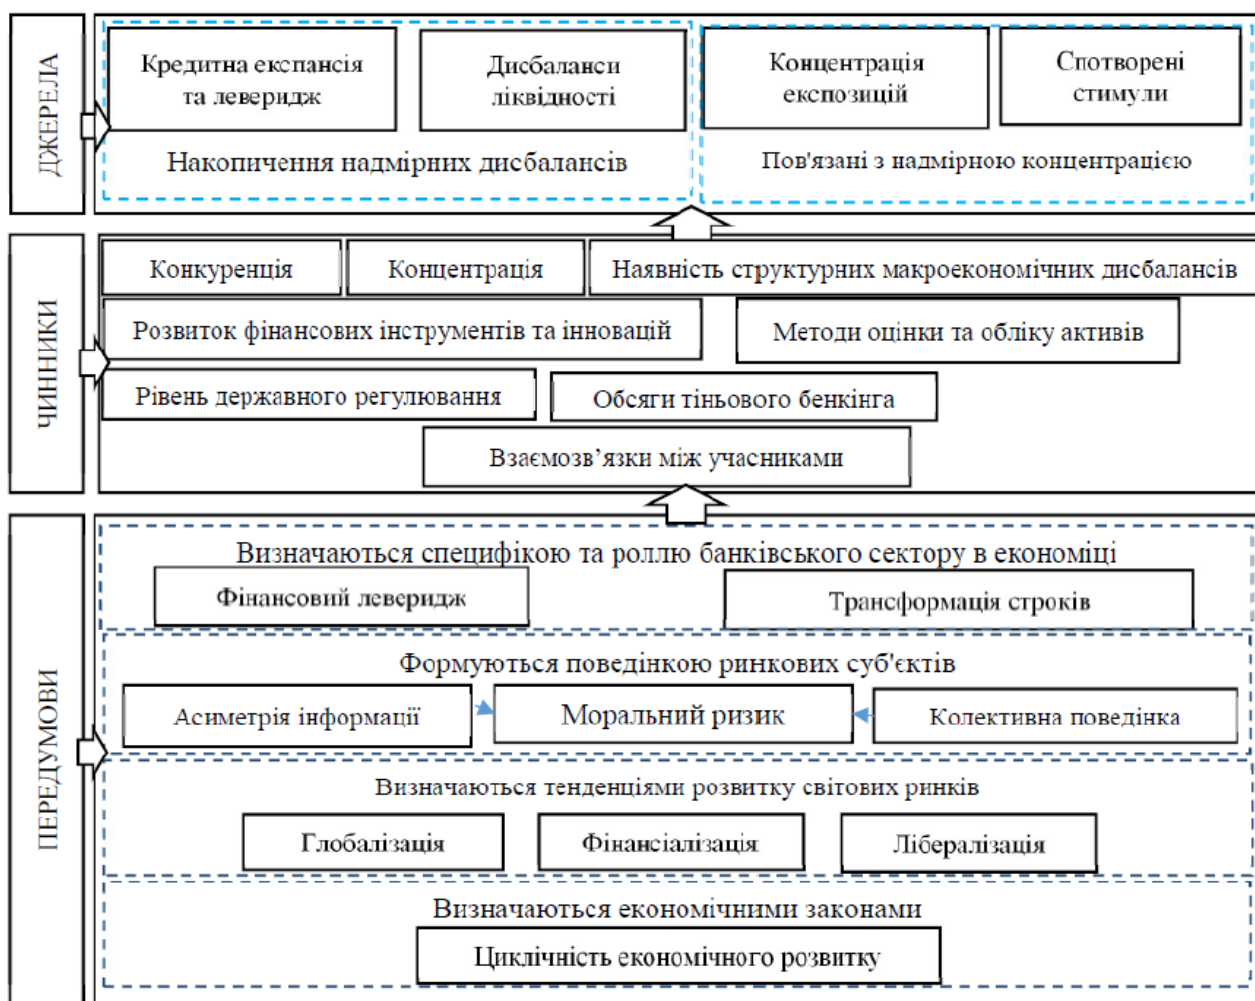 ДЖЕРЕЛА
Кредитна експансія
та леверидж
Дисбаланси
ліквідності
Накопичення надмірних дисбалансів
Концентрація
експозицій
Спотворені
стимули
Пов'язані з надмірною концентрацією
ЧИННИКИ
Конкуренція
Концентрація
Наявність структурних макроекономічних дисбалансів
Розвиток фінансових інструментів та інновацій
Методи оцінки та обліку активів
Рівень державного регулювання
Обсяги тіньового бенкінга
Взаємозв’язки між учасниками
ПЕРЕДУМОВИ
Визначаються специфікою та роллю банківського сектору в економіці
Фінансовий леверидж
Трансформація строків
Формуються поведінкою ринкових суб'єктів
Асиметрія інформації
Моральний ризик
Колективна поведінка
Визначаються тенденціями розвитку світових ринків
Глобалізація
Фінансіалізація
Лібералізація
Визначаються економічними законами
Циклічність економічного розвитку